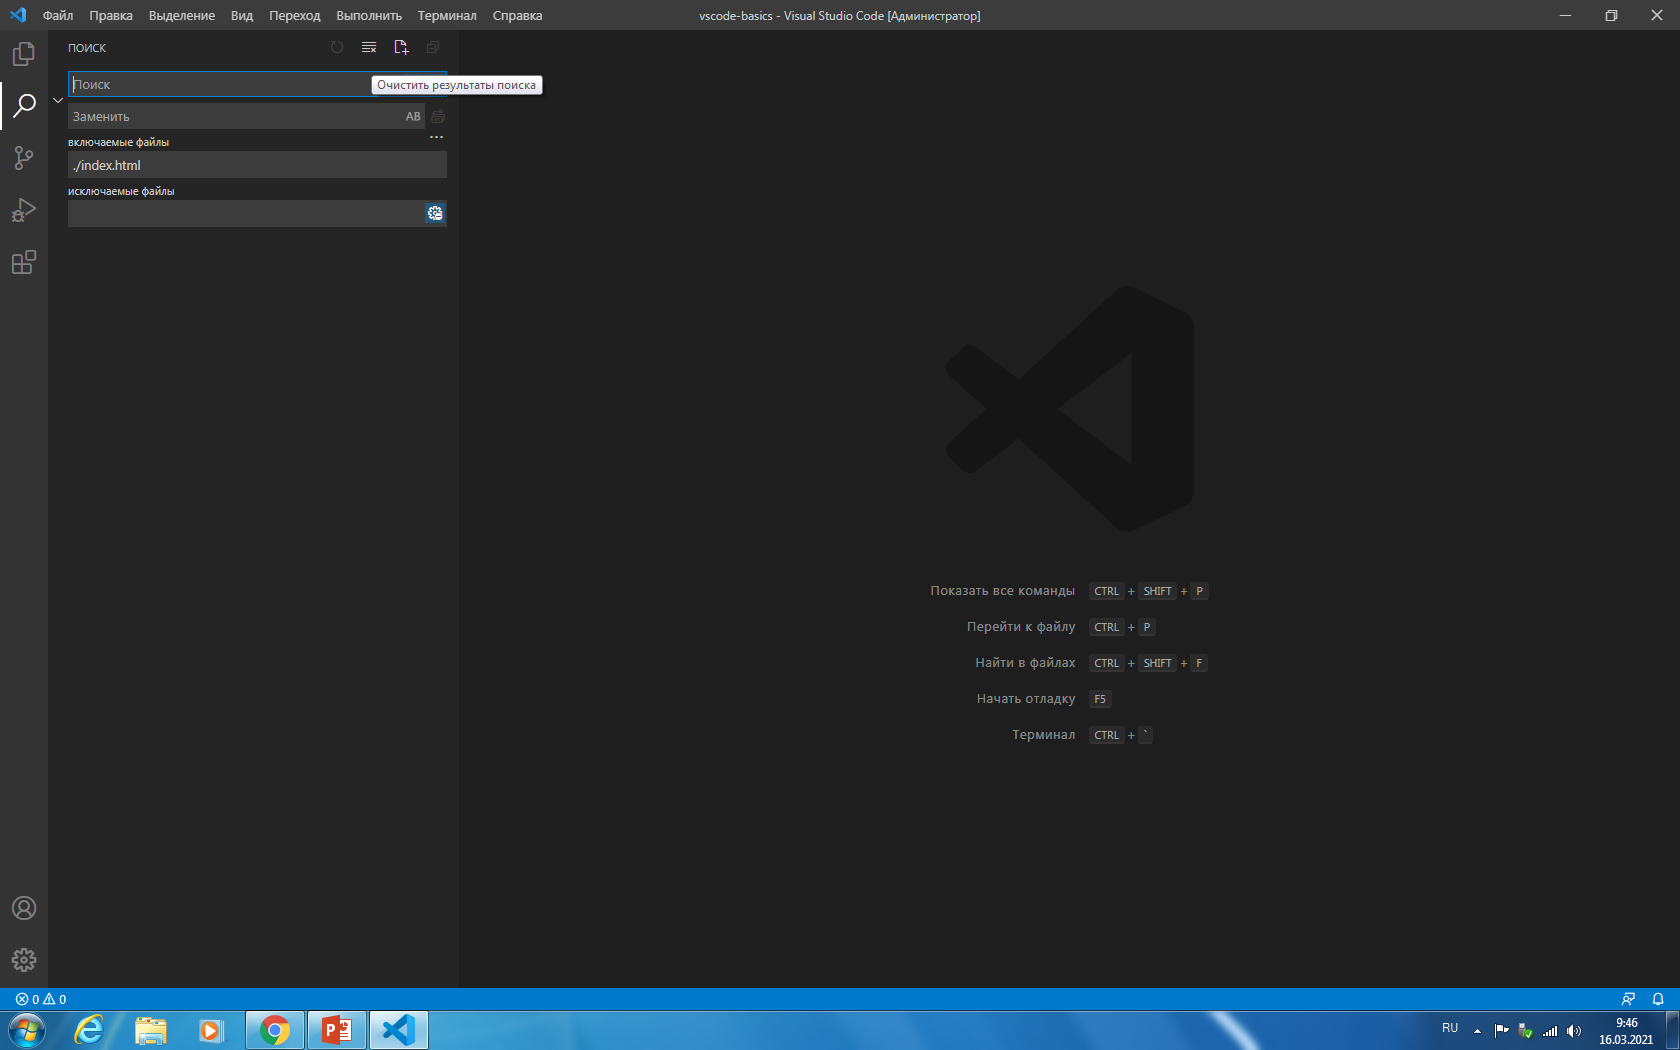 Файл Правка Выделение Вид Переход Выполнить Терминал Справка
vscode-basics - Visual Studio Code [Администратор]
ПОИСК
Поиск
Очистить результаты поиска
Заменить AB
включаемые файлы
./index.html
исключаемые файлы
Показать все команды CTRL + SHIFT + P
Перейти к файлу CTRL + P
Найти в файлах CTRL + SHIFT + F
Начать отладку F5
Терминал CTRL + `
0 0
RU
9:46
16.03.2021